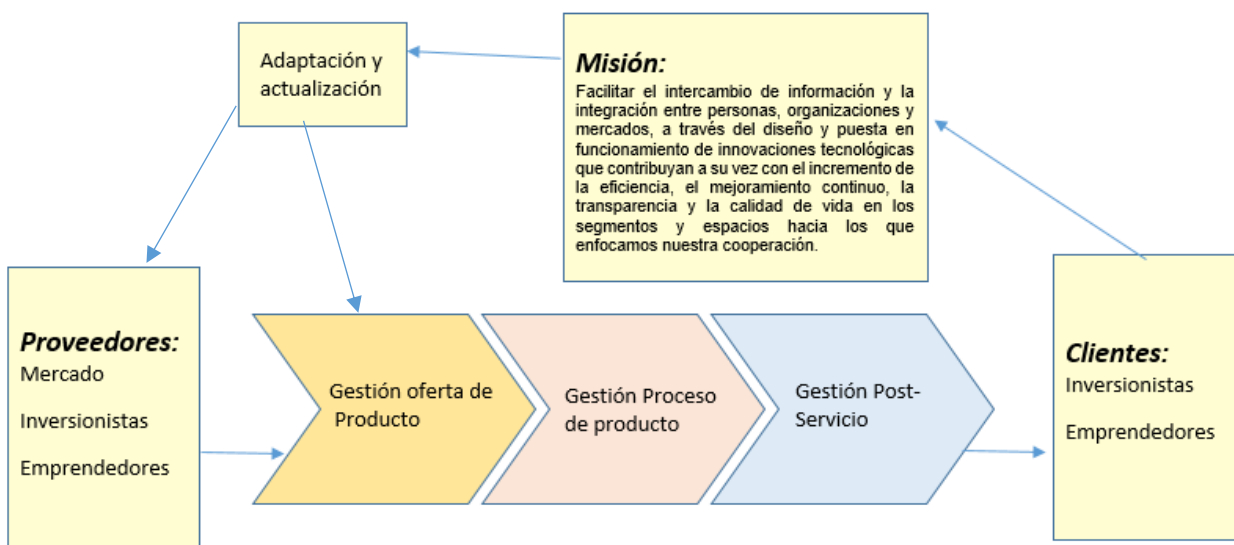 Adaptación y
actualización
Misión:
Facilitar el intercambio de información y la
integración entre personas, organizaciones y
mercados, a través del diseño y puesta en
funcionamiento de innovaciones tecnológicas
que contribuyan a su vez con el incremento de
la eficiencia, el mejoramiento continuo, la
transparencia y la calidad de vida en los
segmentos y espacios hacia los que
enfocamos nuestra cooperación.
Proveedores:
Mercado
Inversionistas
Emprendedores
Gestión oferta de
Producto
Gestión Proceso
de producto
Gestión Post-
Servicio
Clientes:
Inversionistas
Emprendedores